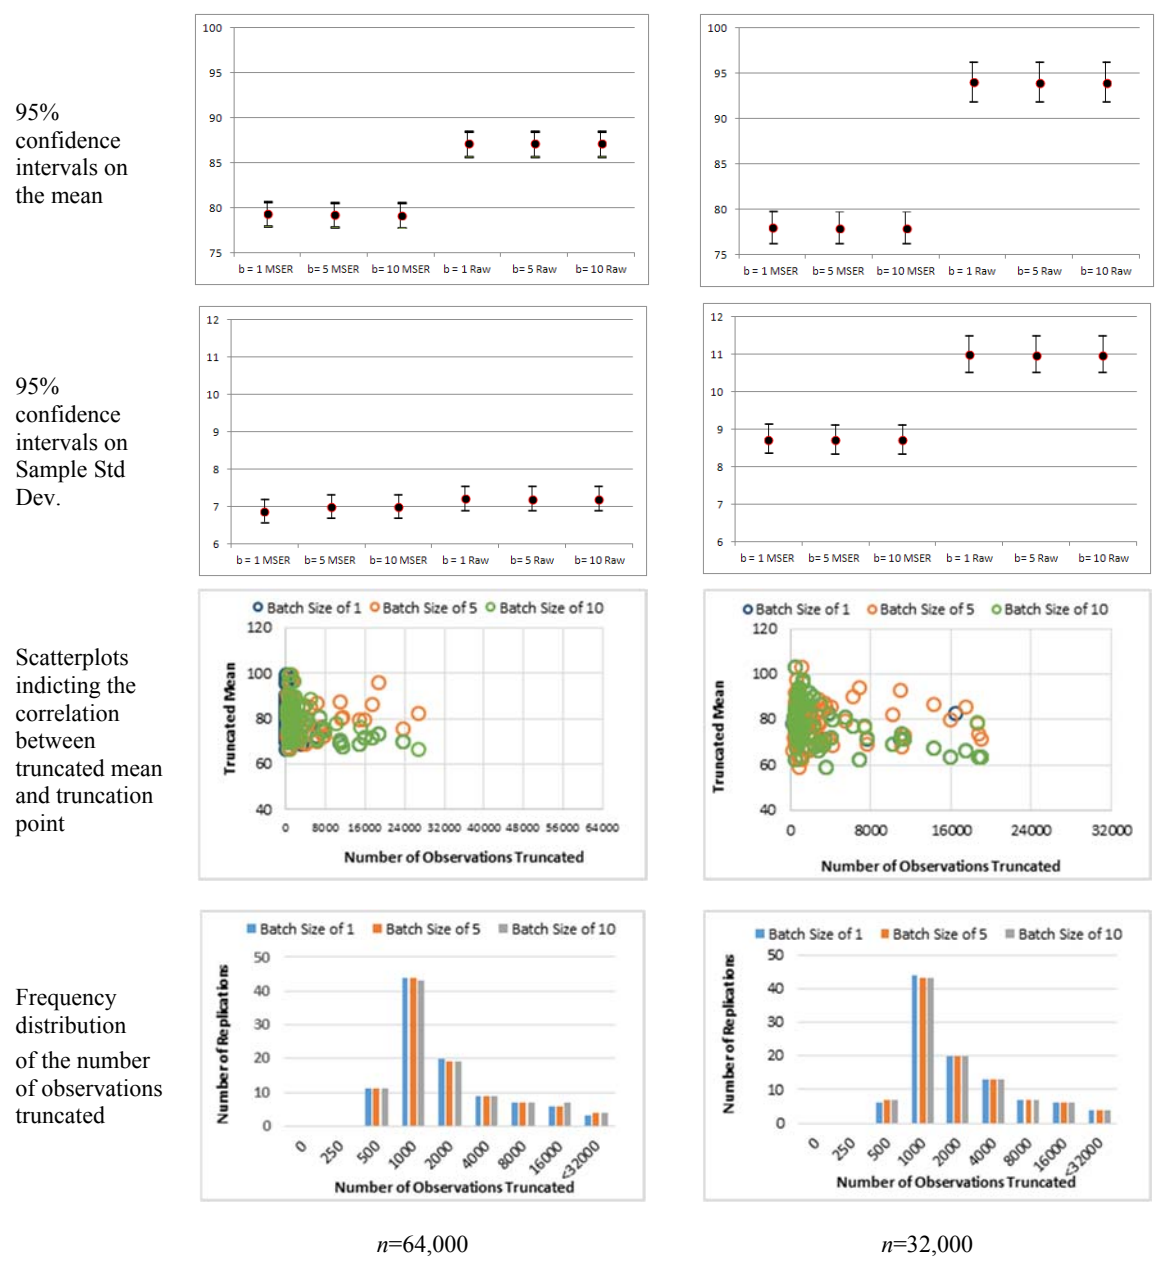 95%
confidence
intervals on
the mean
100
95
90
85
80
75
b = 1 MSER b= 5 MSER b= 10 MSER b = 1 Raw b= 5 Raw b= 10 Raw
100
95
90
85
80
75
b = 1 MSER b= 5 MSER b= 10 MSER b = 1 Raw b= 5 Raw b= 10 Raw
95%
confidence
intervals on
Sample Std
Dev.
12
11
10
9
8
7
6
b = 1 MSER b= 5 MSER b= 10 MSER b = 1 Raw b= 5 Raw b= 10 Raw
12
11
10
9
8
7
6
b = 1 MSER b= 5 MSER b= 10 MSER b = 1 Raw b= 5 Raw b= 10 Raw
Scatterplots
indicting the
correlation
between
truncated mean
and truncation
point
Batch Size of 1 Batch Size of 5 Batch Size of 10
Truncated Mean
120
100
80
60
40
0 8000 16000 24000 32000 40000 48000 56000 64000
Number of Observations Truncated
Batch Size of 1 Batch Size of 5 Batch Size of 10
Truncated Mean
120
100
80
60
40
0 8000 16000 24000 32000
Number of Observations Truncated
Frequency
distribution
of the number
of observations
truncated
Batch Size of 1 Batch Size of 5 Batch Size of 10
Number of Replications
50
40
30
20
10
0
0 250 500 1000 2000 4000 8000 16000 <32000
Number of Observations Truncated
Batch Size of 1 Batch Size of 5 Batch Size of 10
Number of Replications
50
40
30
20
10
0
0 250 500 1000 2000 4000 8000 16000 <32000
Number of Observations Truncated
n=64,000
n=32,000